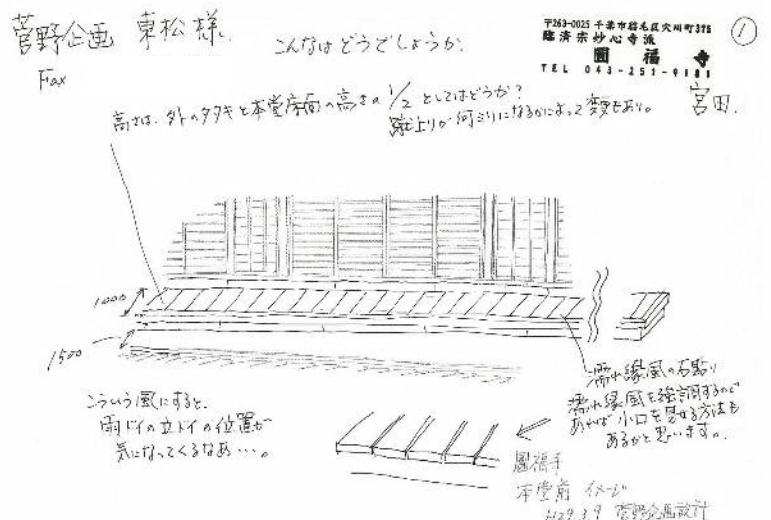 菅野企画 東松様。
Fax
こんなはどうでしょうか。
〒263-0025 千葉市稲毛区穴川町375
臨済宗妙心寺派
圓福寺
TEL 043-251-9181
①
宮田.
高さは、外のタタキと本堂床面の高さの 1/2 としてはどうか?
蹴上りが何ミリになるかによって変更もあり。
1000
1500
濡れ縁風の石貼り
濡れ縁風を強調するので
あれば 小口を見せる方法も
あるかと思います。
こういう風にすると、
雨ドイの立ドイの位置が
気になってくるなあ…。
圓福寺
本堂前 イメージ
H29.3.9 菅野企画設計